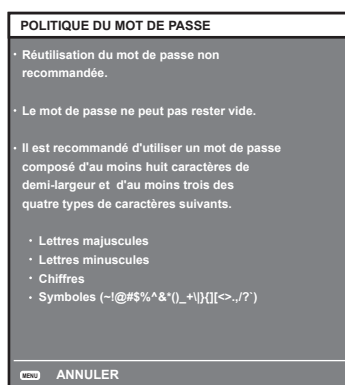 POLITIQUE DU MOT DE PASSE
· Réutilisation du mot de passe non
recommandée.
· Le mot de passe ne peut pas rester vide.
· Il est recommandé d'utiliser un mot de passe
composé d'au moins huit caractères de
demi-largeur et d'au moins trois des
quatre types de caractères suivants.
· Lettres majuscules
· Lettres minuscules
· Chiffres
· Symboles (~!@#$%^&*()_+\|}{][<>.,/?`)
MENU ANNULER